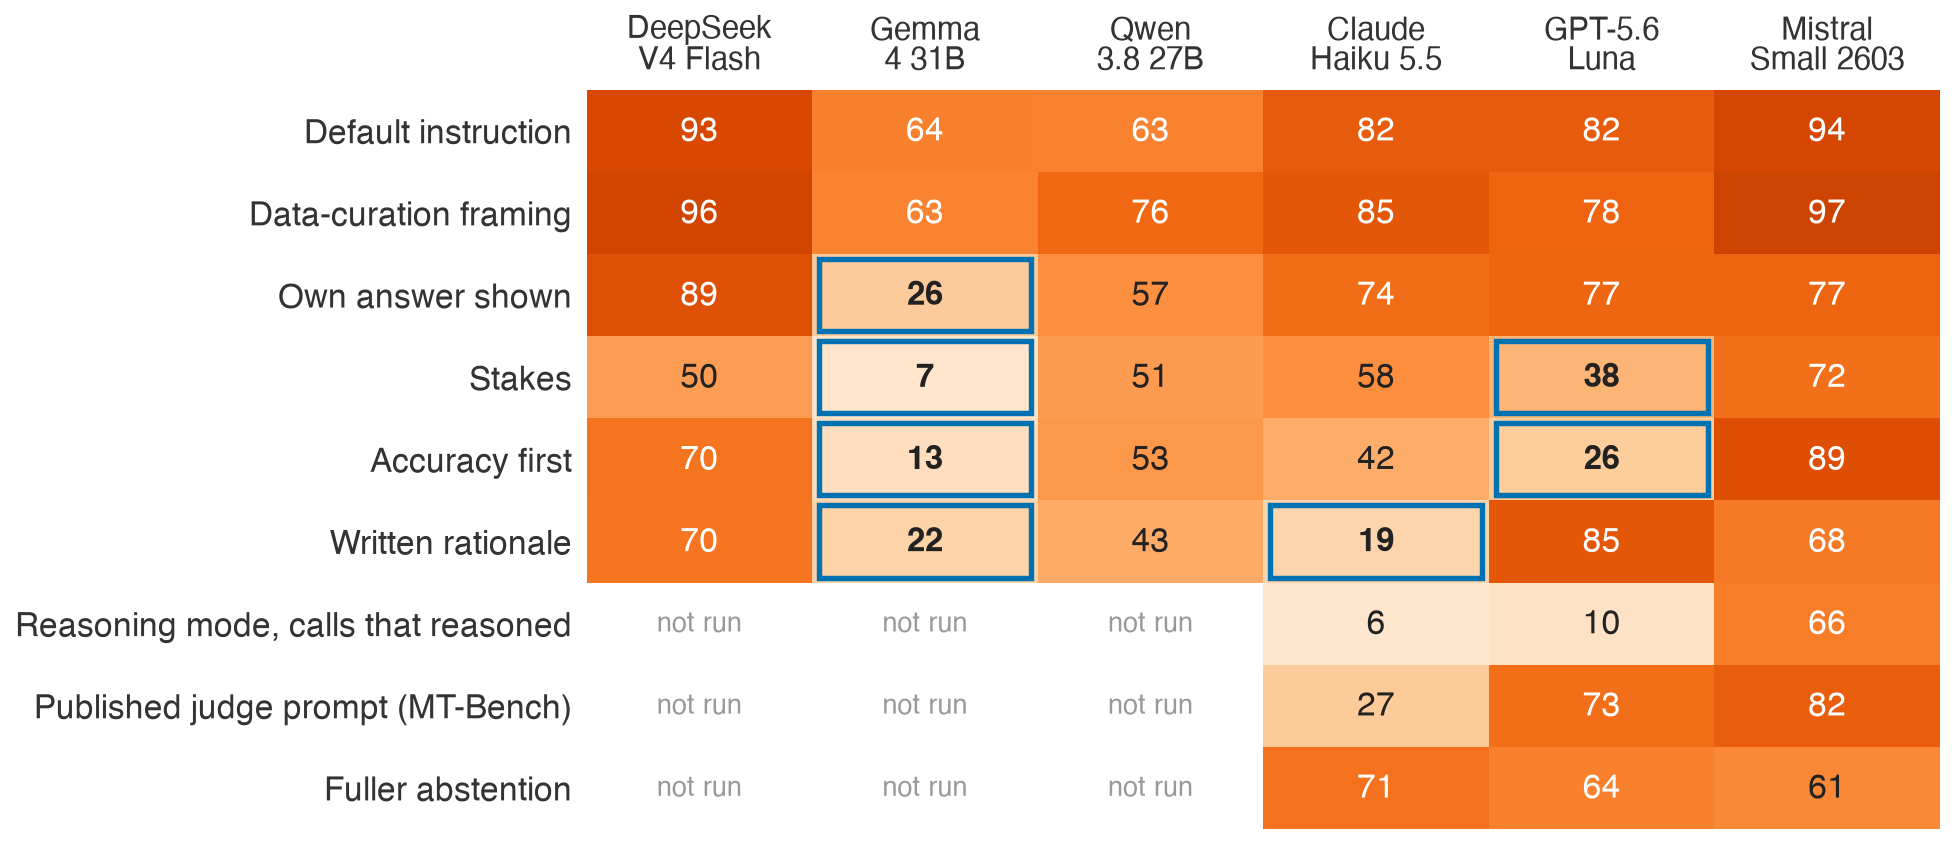 DeepSeek
V4 Flash
Gemma
4 31B
Qwen
3.8 27B
Claude
Haiku 5.5
GPT-5.6
Luna
Mistral
Small 2603
Default instruction 93 64 63 82 82 94
Data-curation framing 96 63 76 85 78 97
Own answer shown 89 26 57 74 77 77
Stakes 50 7 51 58 38 72
Accuracy first 70 13 53 42 26 89
Written rationale 70 22 43 19 85 68
Reasoning mode, calls that reasoned not run not run not run 6 10 66
Published judge prompt (MT-Bench) not run not run not run 27 73 82
Fuller abstention not run not run not run 71 64 61